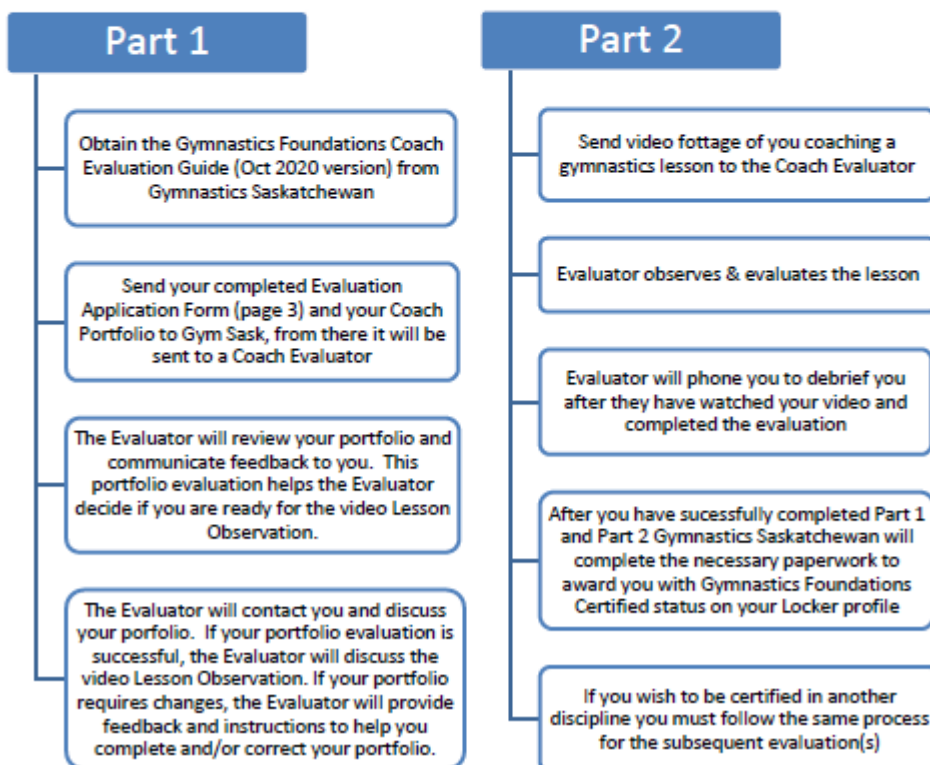 Part 1
Obtain the Gymnastics Foundations Coach
Evaluation Guide (Oct 2020 version) from
Gymnastics Saskatchewan
Send your completed Evaluation
Application Form (page 3) and your Coach
Portfolio to Gym Sask, from there it will be
sent to a Coach Evaluator
The Evaluator will review your portfolio and
communicate feedback to you.  This
portfolio evaluation helps the Evaluator
decide if you are ready for the video Lesson
Observation.
The Evaluator will contact you and discuss
your porfolio.  If your portfolio evaluation is
successful, the Evaluator will discuss the
video Lesson Observation. If your portfolio
requires changes, the Evaluator will provide
feedback and instructions to help you
complete and/or correct your portfolio.
Part 2
Send video fottage of you coaching a
gymnastics lesson to the Coach Evaluator
Evaluator observes & evaluates the lesson
Evaluator will phone you to debrief you
after they have watched your video and
completed the evaluation
After you have sucessfully completed Part 1
and Part 2 Gymnastics Saskatchewan will
complete the necessary paperwork to
award you with Gymnastics Foundations
Certified status on your Locker profile
If you wish to be certified in another
discipline you must follow the same process
for the subsequent evaluation(s)